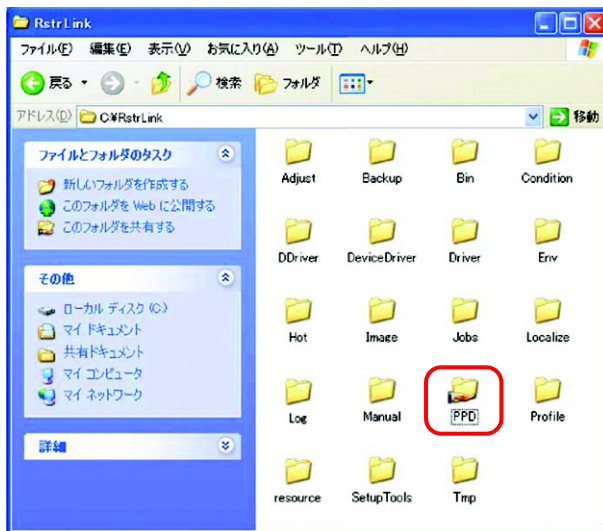 RstrLink
ファイル(F) 編集(E) 表示(V) お気に入り(A) ツール(T) ヘルプ(H)
戻る 検索 フォルダ
アドレス(D) C:¥RstrLink 移動
ファイルとフォルダのタスク
新しいフォルダを作成する
このフォルダを Web に公開する
このフォルダを共有する
その他
ローカル ディスク (C:)
マイ ドキュメント
共有ドキュメント
マイ コンピュータ
マイ ネットワーク
詳細
Adjust Backup Bin Condition
DDriver DeviceDriver Driver Env
Hot Image Jobs Localize
Log Manual PPD Profile
resource SetupTools Tmp